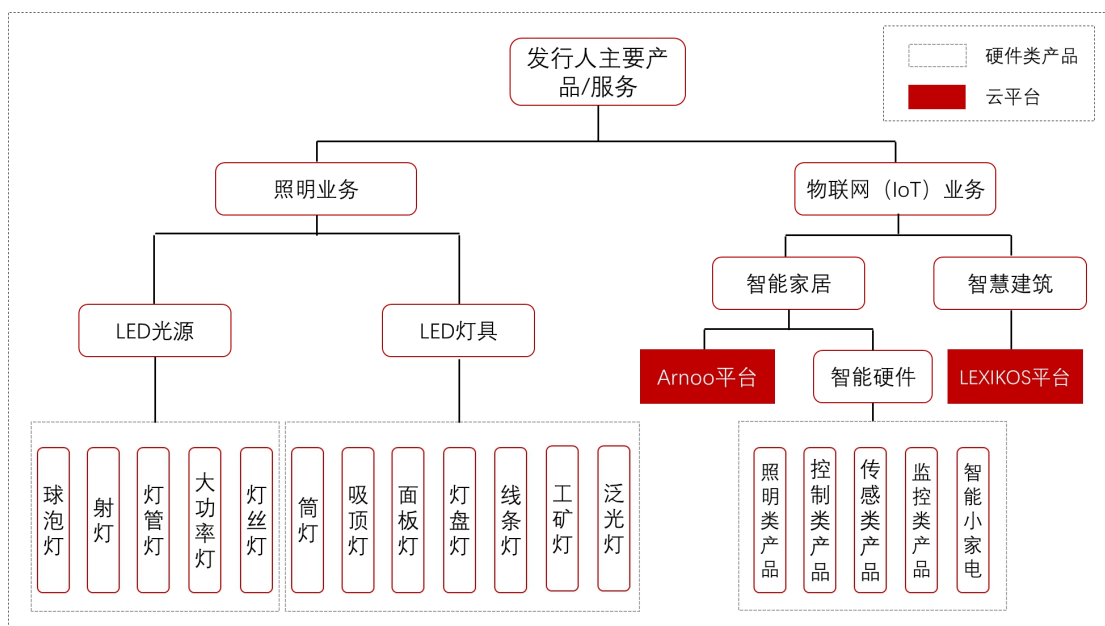 发行人主要产
品/服务
硬件类产品
云平台
照明业务
物联网（IoT）业务
智能家居
智慧建筑
LED光源
LED灯具
Arnoo平台
智能硬件
LEXIKOS平台
球泡灯
射灯
灯管灯
大功率灯
灯丝灯
筒灯
吸顶灯
面板灯
灯盘灯
线条灯
工矿灯
泛光灯
照明类产品
控制类产品
传感类产品
监控类产品
智能小家电